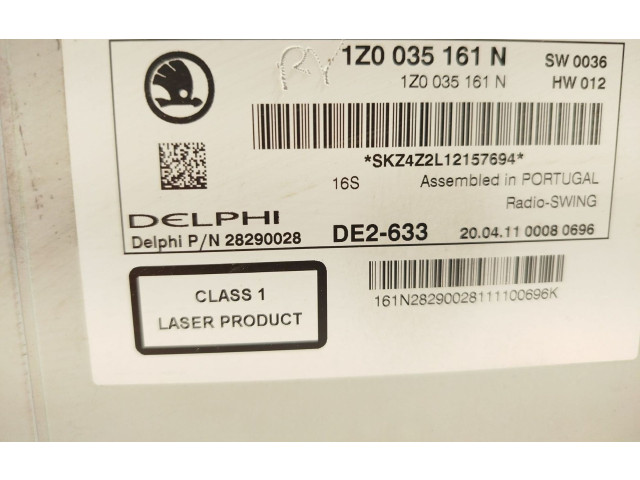 RY
1Z0 035 161 N SW 0036
1Z0 035 161 N HW 012
*SKZ4Z2L12157694*
16S Assembled in PORTUGAL
Radio-SWING
DELPHI
Delphi P/N 28290028 DE2-633 20.04.11 0008 0696
CLASS 1
LASER PRODUCT
161N28290028111100696K